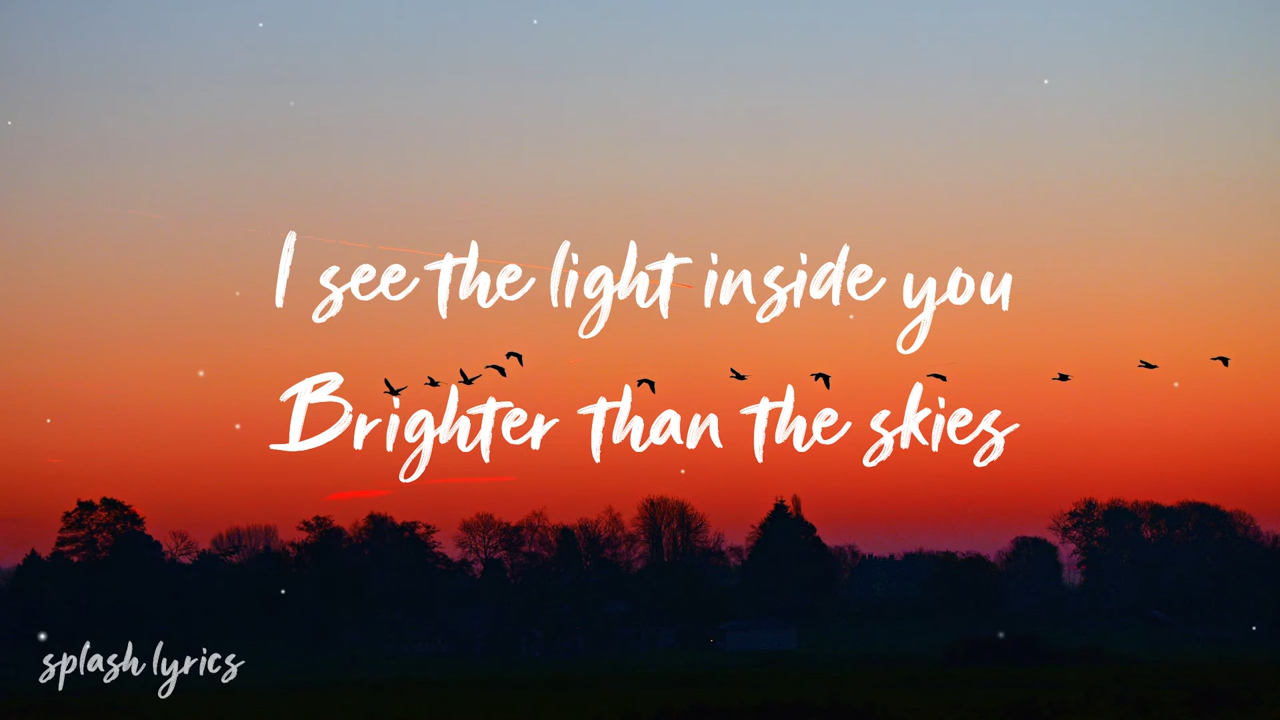 I see the light inside you
Brighter than the skies
splash lyrics